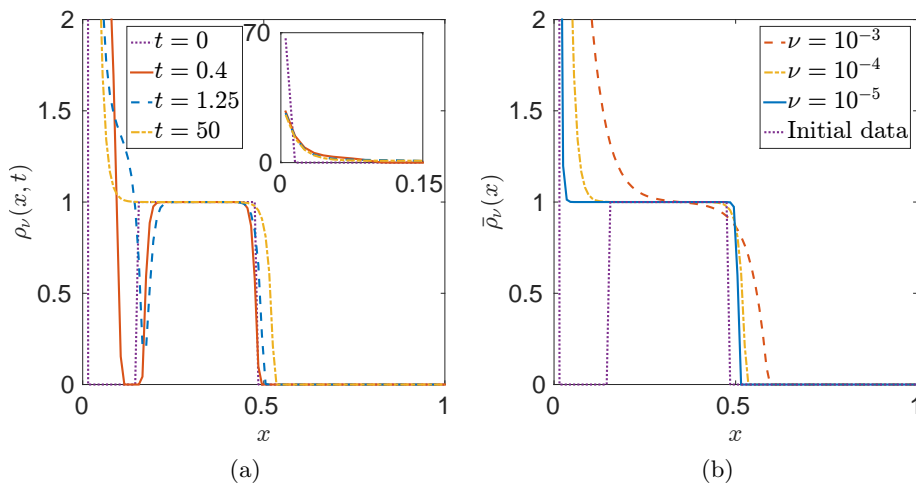 2
1.5
1
0.5
0
0
0.5
1
ρ_ν(x, t)
x
t = 0
t = 0.4
t = 1.25
t = 50
70
0
0
0.15
(a)
2
1.5
1
0.5
0
0
0.5
1
ρ̄_ν(x)
x
ν = 10⁻³
ν = 10⁻⁴
ν = 10⁻⁵
Initial data
(b)